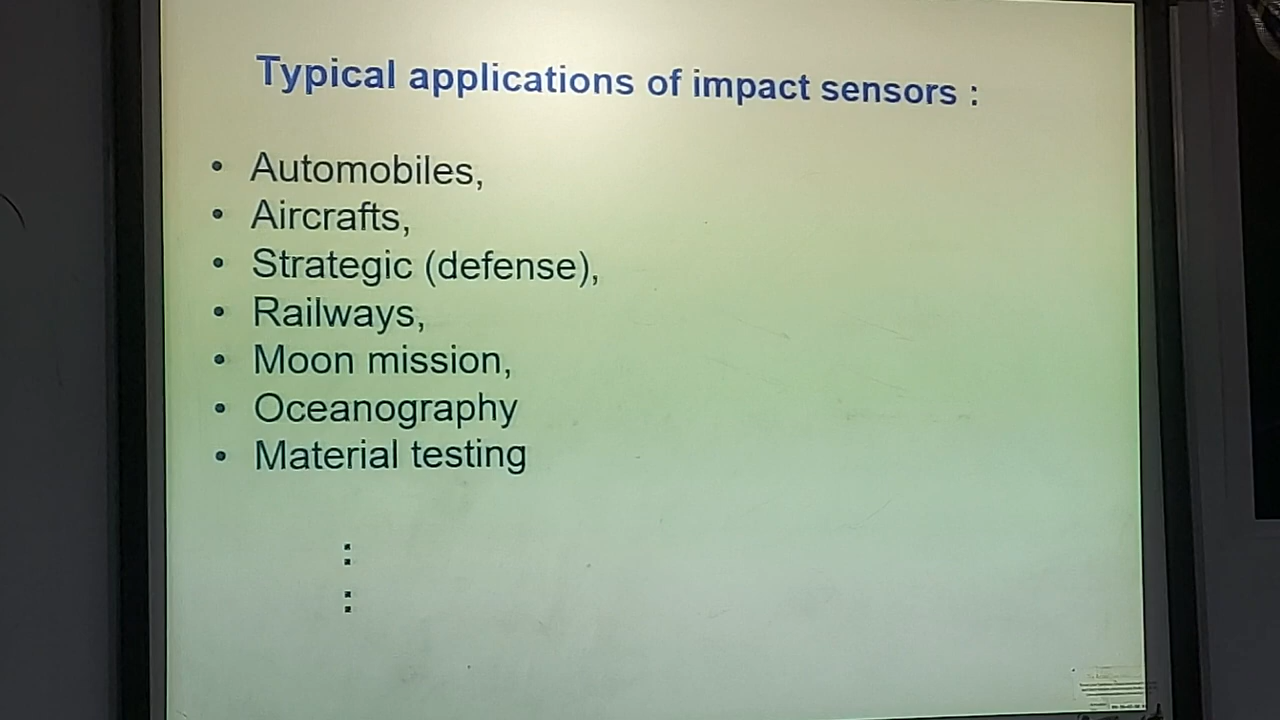 Typical applications of impact sensors :
• Automobiles,
• Aircrafts,
• Strategic (defense),
• Railways,
• Moon mission,
• Oceanography
• Material testing
:
: